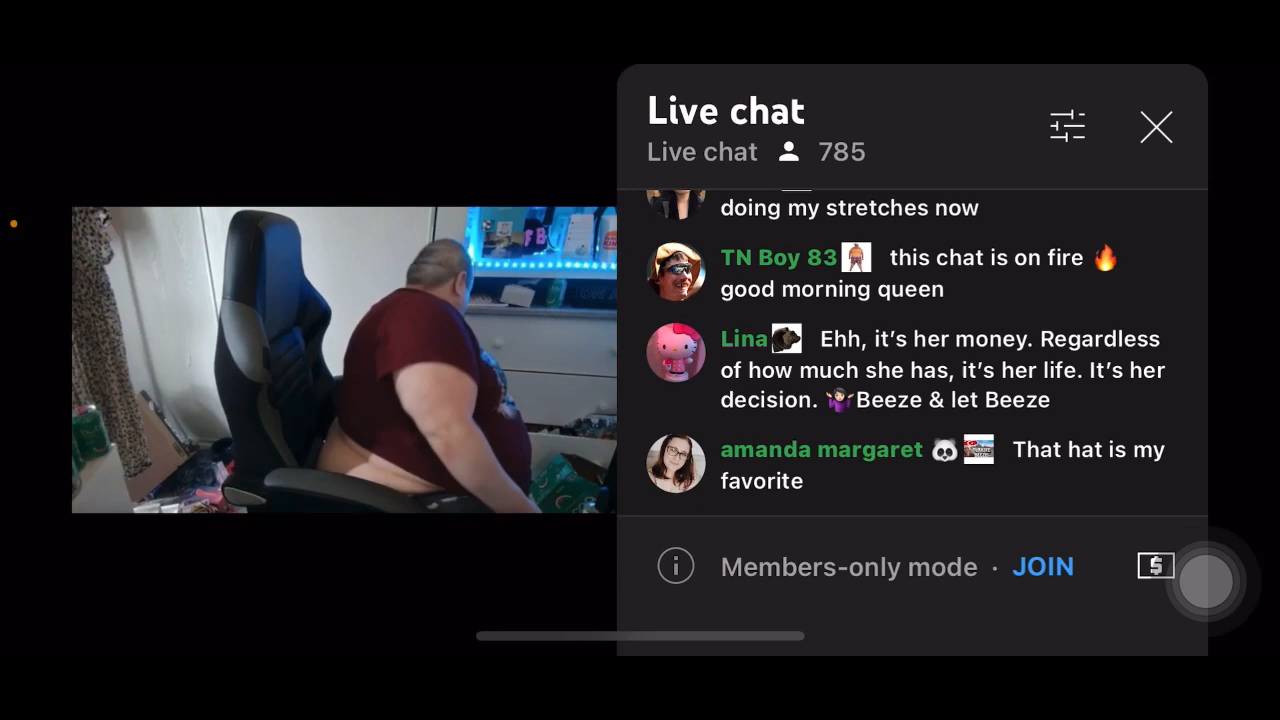 Live chat
Live chat 785
doing my stretches now
TN Boy 83 this chat is on fire 🔥
good morning queen
Lina Ehh, it’s her money. Regardless
of how much she has, it’s her life. It’s her
decision. 🤷🏻‍♀️Beeze & let Beeze
amanda margaret 🐼 That hat is my
favorite
Members-only mode · JOIN